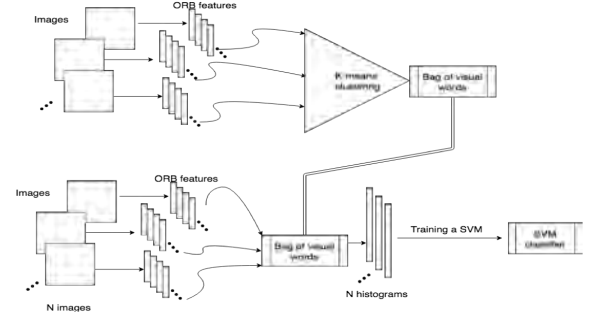 ORB features
Images
K means
clustering
Bag of visual
words
ORB features
Images
Bag of visual
words
Training a SVM
SVM
(classifier)
N histograms
N images